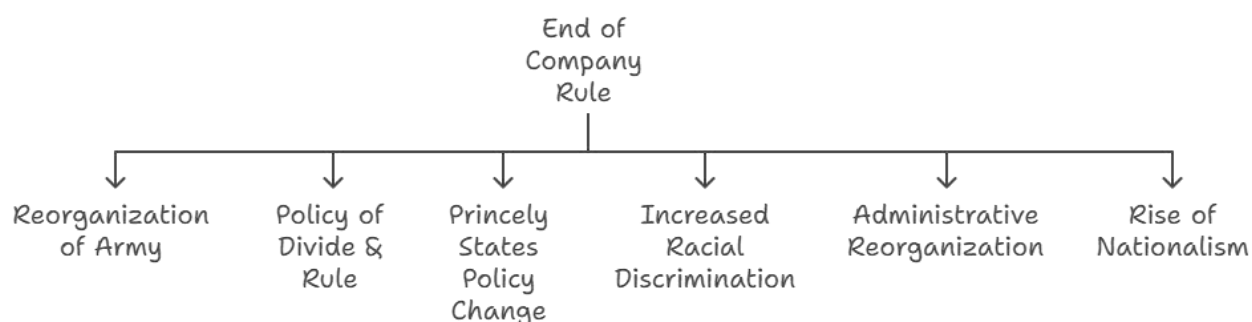 End of
Company
Rule
Reorganization
of Army
Policy of
Divide &
Rule
Princely
States
Policy
Change
Increased
Racial
Discrimination
Administrative
Reorganization
Rise of
Nationalism